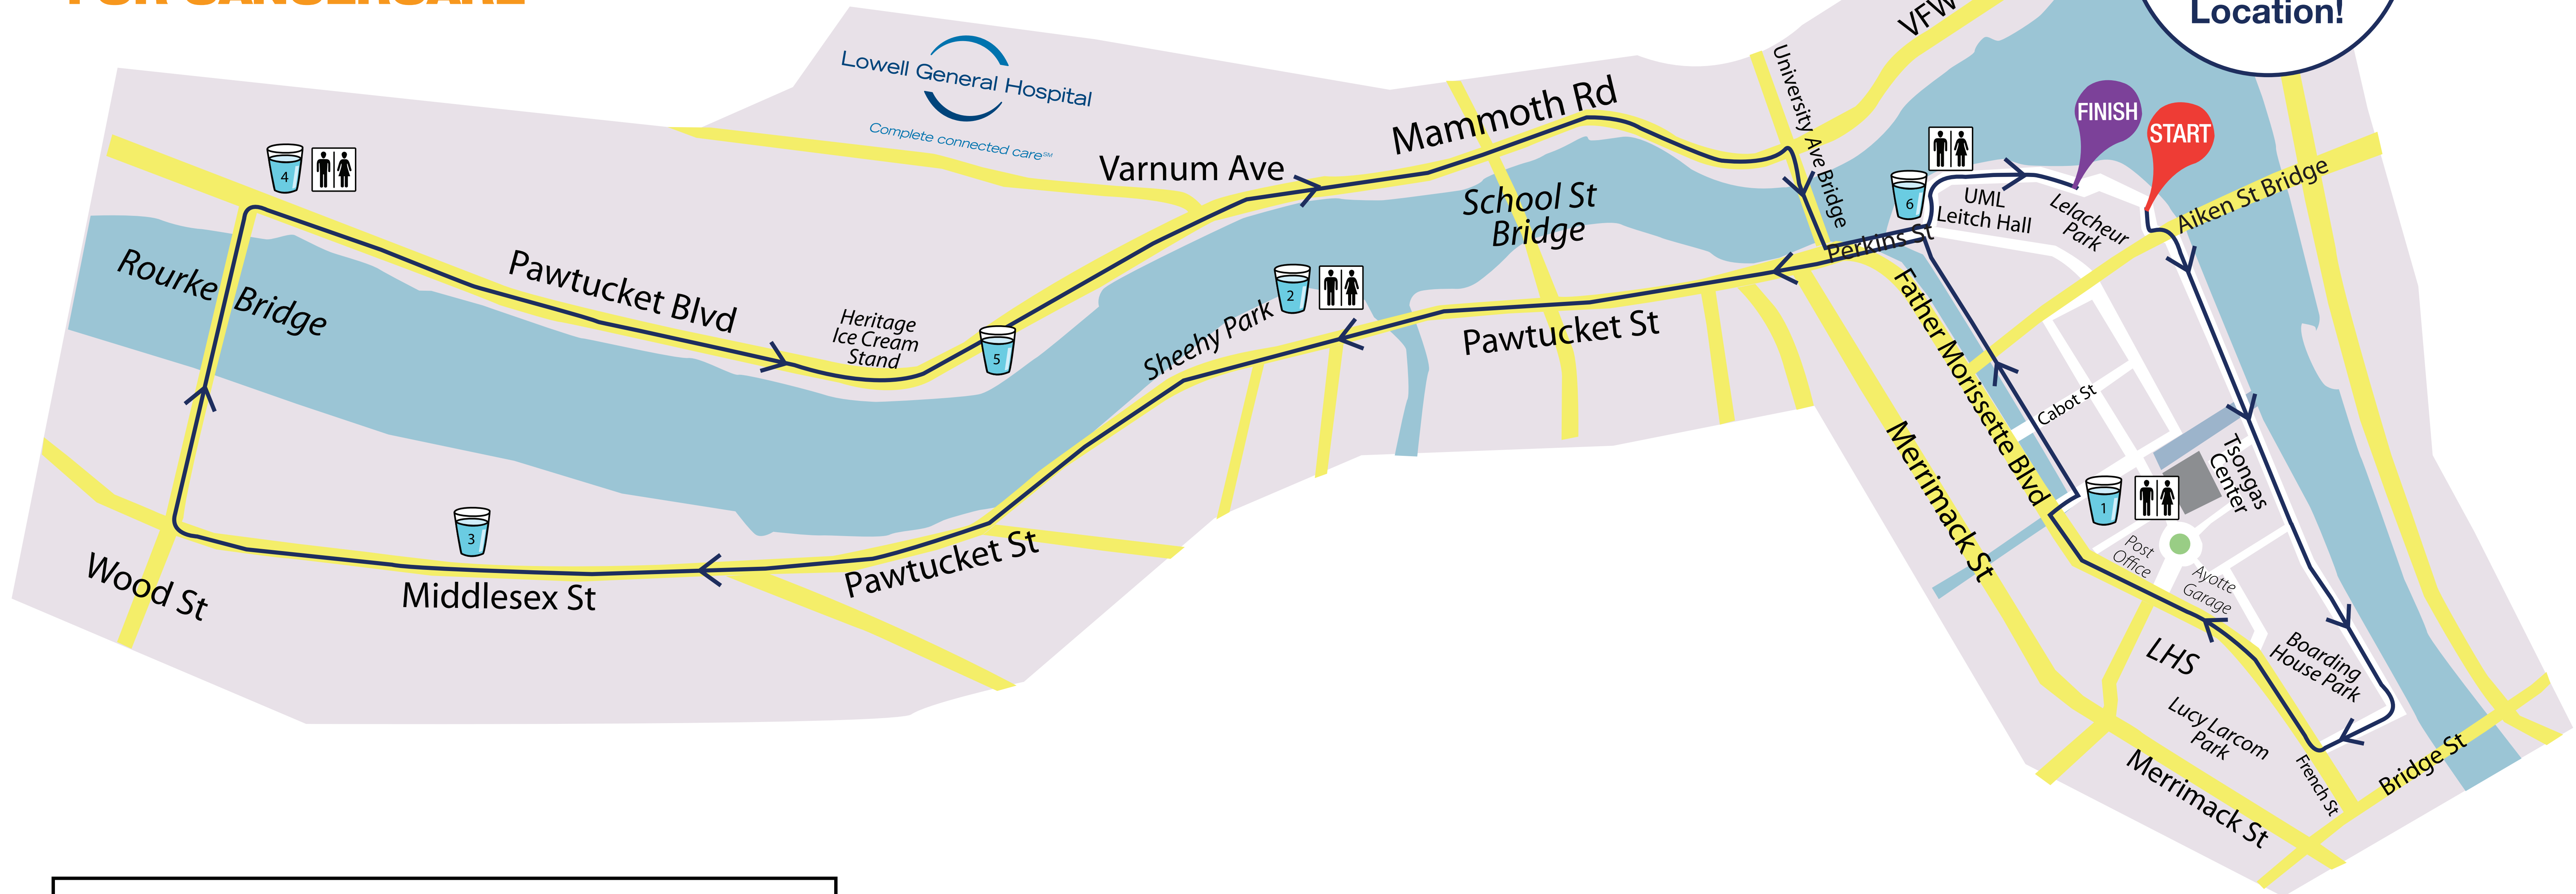 FOR CANCERCARE
Location!
VFW
Lowell General Hospital
Complete connected care℠
University Ave Bridge
Mammoth Rd
Varnum Ave
FINISH
START
4
6
UML
Leitch Hall
Lelacheur
Park
Aiken St Bridge
School St
Bridge
Perkins St
Rourke Bridge
Pawtucket Blvd
Heritage
Ice Cream
Stand
5
2
Sheehy Park
Pawtucket St
Father Morissette Blvd
Cabot St
Merrimack St
Tsongas
Center
1
3
Post
Office
Ayotte
Garage
Wood St
Middlesex St
Pawtucket St
LHS
Boarding
House Park
Lucy Larcom
Park
French St
Bridge St
Merrimack St